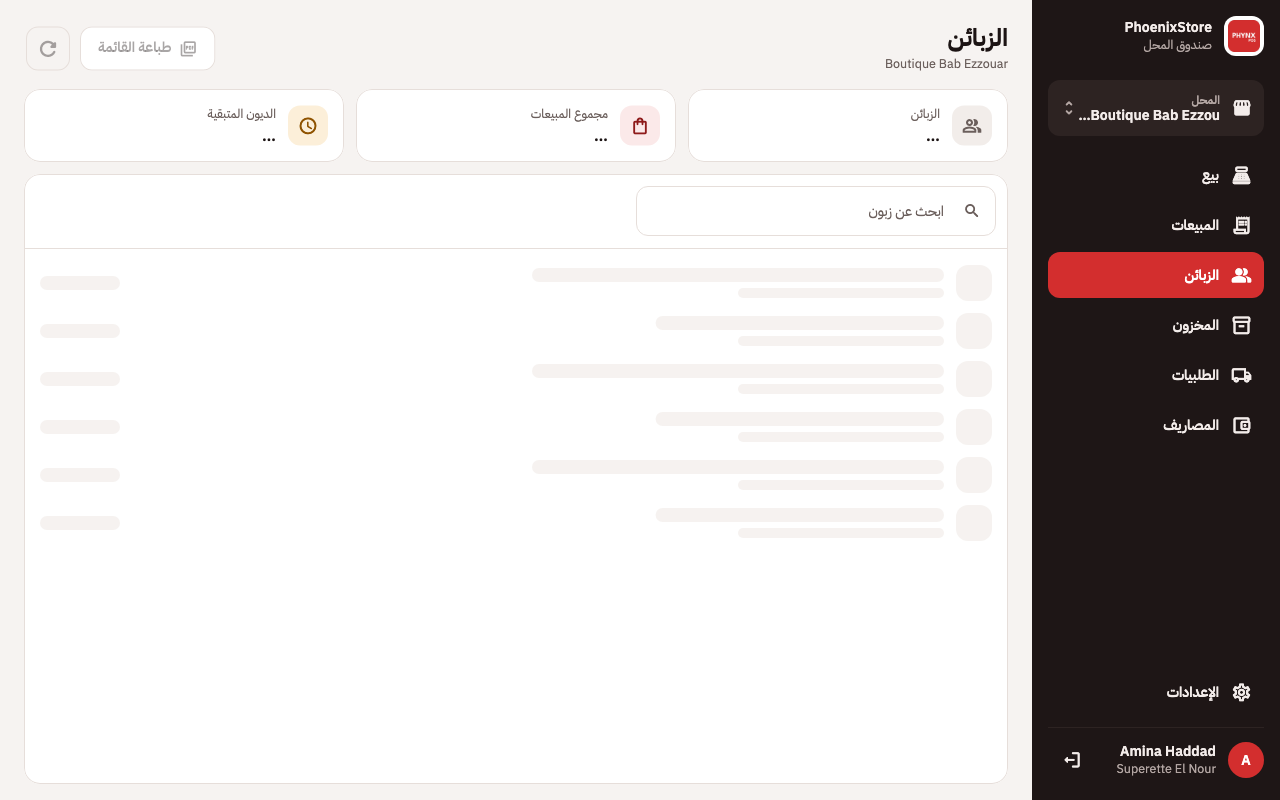 PHYNX
POS
PhoenixStore
صندوق المحل
المحل
Boutique Bab Ezzou...
بيع
المبيعات
الزبائن
المخزون
الطلبيات
المصاريف
الإعدادات
A
Amina Haddad
Superette El Nour
الزبائن
Boutique Bab Ezzouar
طباعة القائمة
الزبائن
...
مجموع المبيعات
...
الديون المتبقية
...
ابحث عن زبون